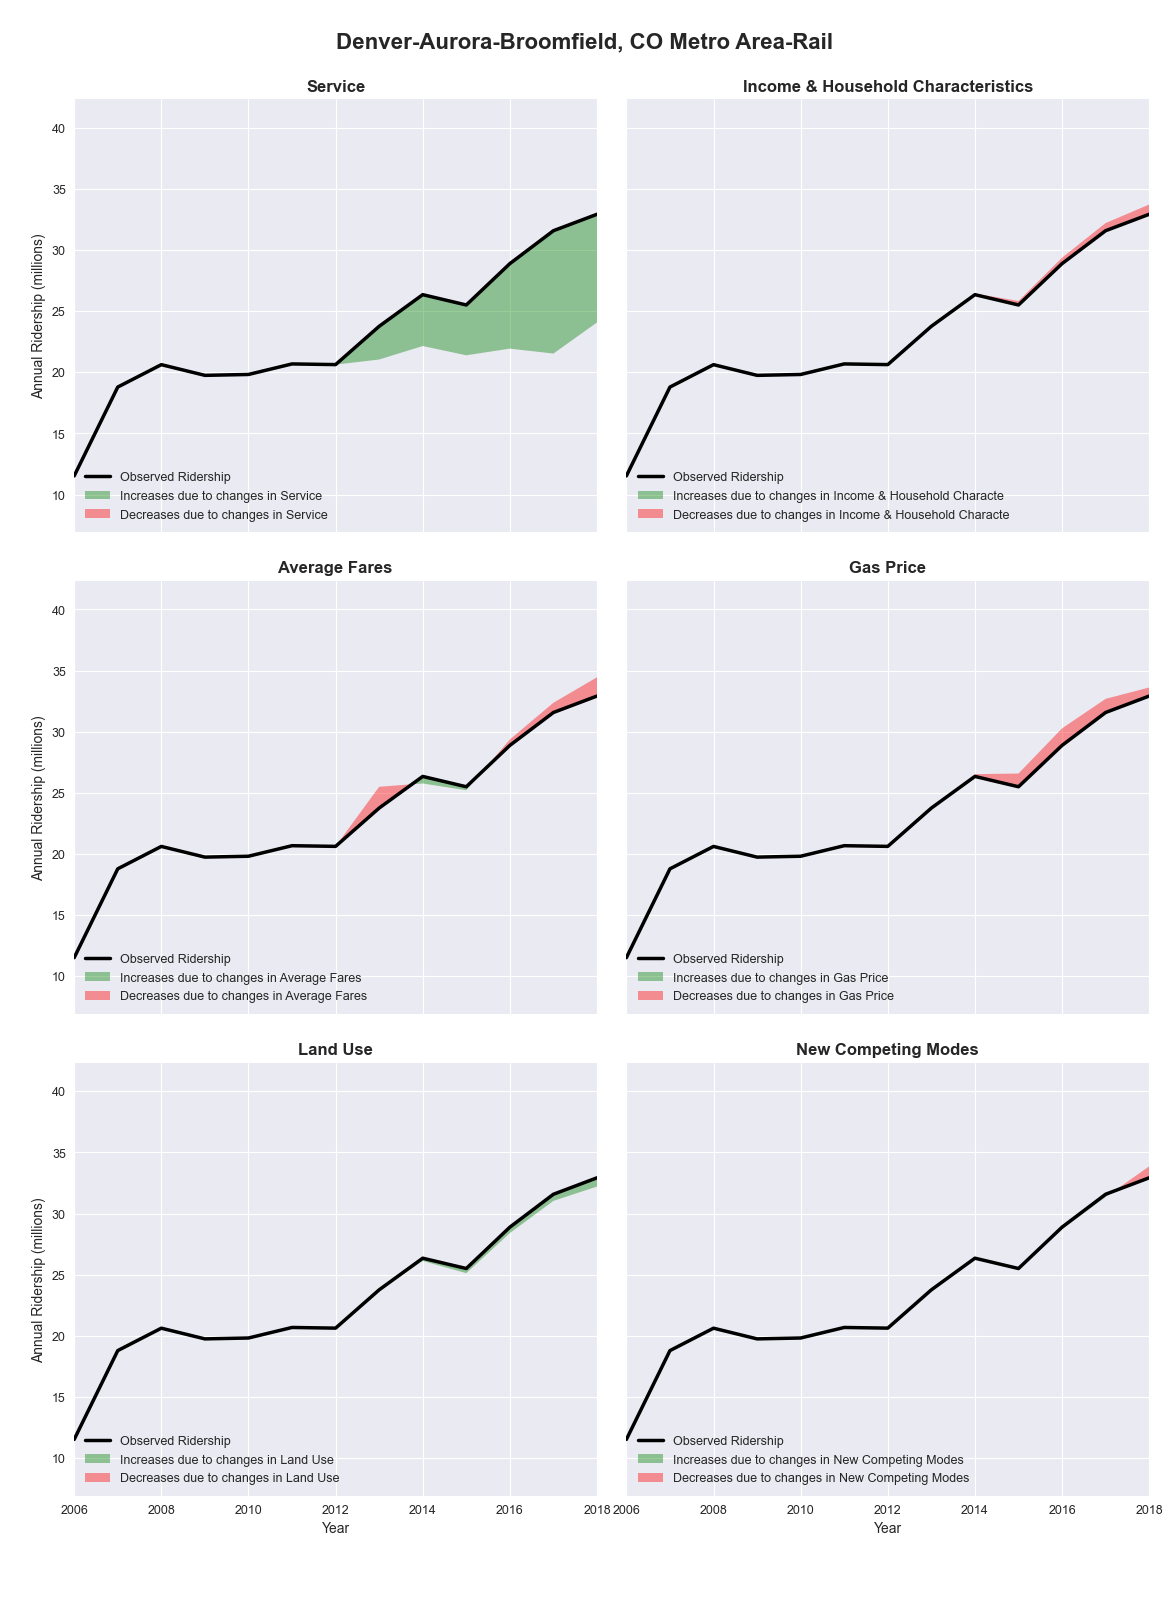 Denver-Aurora-Broomfield, CO Metro Area-Rail
Service
Income & Household Characteristics
40
35
30
25
20
15
10
Annual Ridership (millions)
Observed Ridership
Increases due to changes in Service
Decreases due to changes in Service
Observed Ridership
Increases due to changes in Income & Household Characte
Decreases due to changes in Income & Household Characte
Average Fares
Gas Price
40
35
30
25
20
15
10
Annual Ridership (millions)
Observed Ridership
Increases due to changes in Average Fares
Decreases due to changes in Average Fares
Observed Ridership
Increases due to changes in Gas Price
Decreases due to changes in Gas Price
Land Use
New Competing Modes
40
35
30
25
20
15
10
Annual Ridership (millions)
Observed Ridership
Increases due to changes in Land Use
Decreases due to changes in Land Use
Observed Ridership
Increases due to changes in New Competing Modes
Decreases due to changes in New Competing Modes
2006 2008 2010 2012 2014 2016 2018
2006 2008 2010 2012 2014 2016 2018
Year
Year